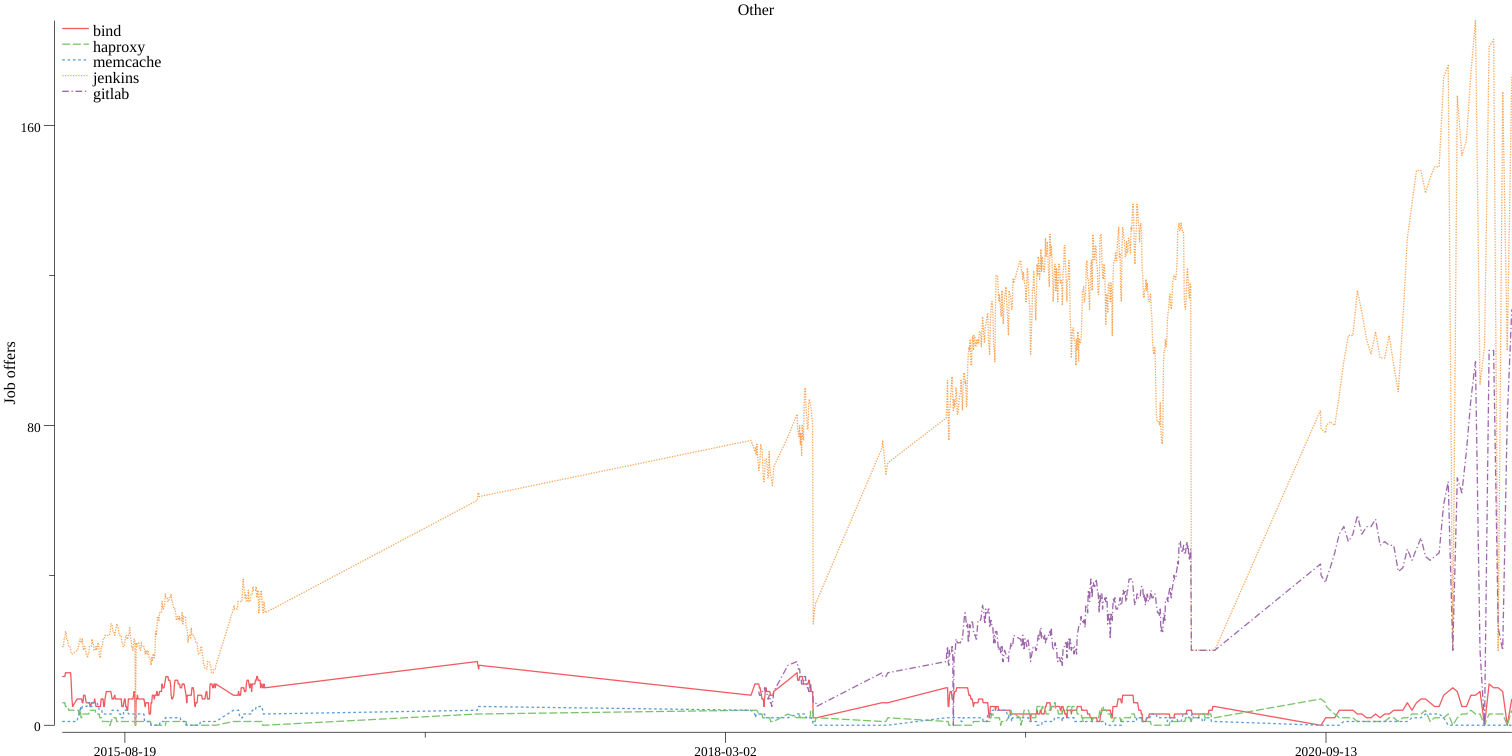 Other
bind
haproxy
memcache
jenkins
gitlab
160
80
0
Job offers
2015-08-19
2018-03-02
2020-09-13